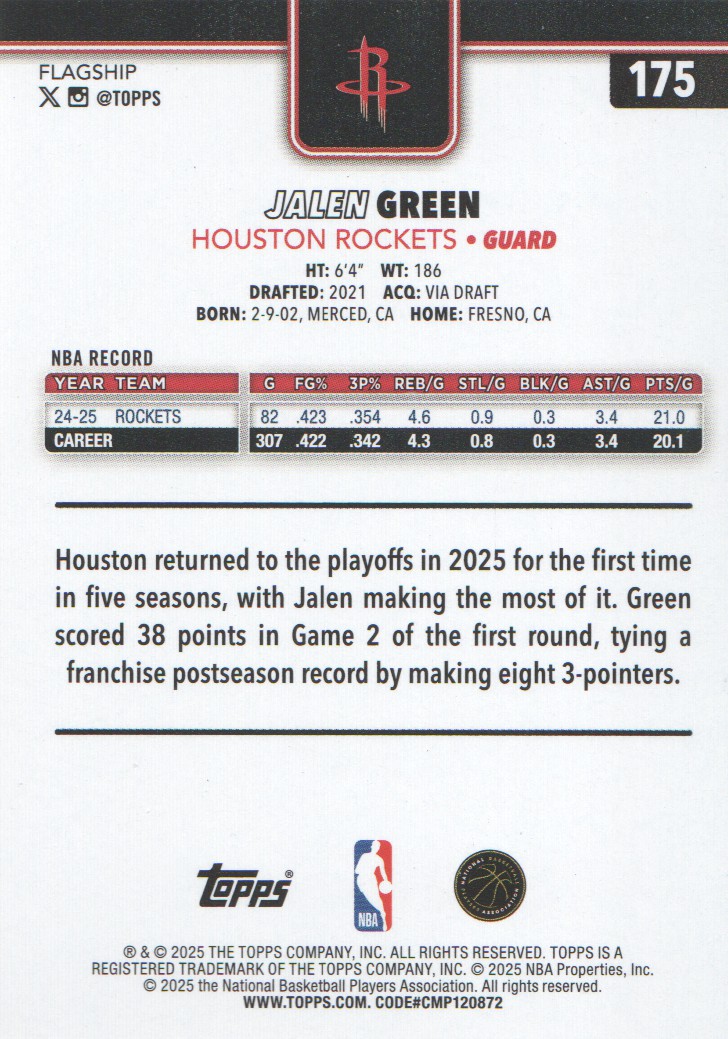 FLAGSHIP
@TOPPS
175
R
JALEN GREEN
HOUSTON ROCKETS • GUARD
HT: 6'4" WT: 186
DRAFTED: 2021 ACQ: VIA DRAFT
BORN: 2-9-02, MERCED, CA HOME: FRESNO, CA
NBA RECORD
YEAR TEAM G FG% 3P% REB/G STL/G BLK/G AST/G PTS/G
24-25 ROCKETS 82 .423 .354 4.6 0.9 0.3 3.4 21.0
CAREER 307 .422 .342 4.3 0.8 0.3 3.4 20.1
Houston returned to the playoffs in 2025 for the first time
in five seasons, with Jalen making the most of it. Green
scored 38 points in Game 2 of the first round, tying a
franchise postseason record by making eight 3-pointers.
Topps®
NBA
NATIONAL BASKETBALL PLAYERS ASSOCIATION
® & © 2025 THE TOPPS COMPANY, INC. ALL RIGHTS RESERVED. TOPPS IS A
REGISTERED TRADEMARK OF THE TOPPS COMPANY, INC. © 2025 NBA Properties, Inc.
© 2025 the National Basketball Players Association. All rights reserved.
WWW.TOPPS.COM. CODE#CMP120872